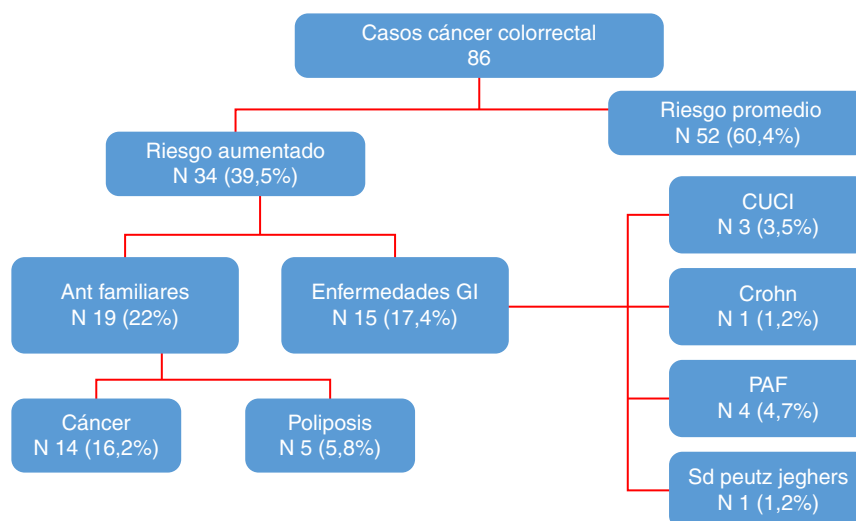 Casos cáncer colorrectal
86
Riesgo promedio
N 52 (60,4%)
Riesgo aumentado
N 34 (39,5%)
CUCI
N 3 (3,5%)
Ant familiares
N 19 (22%)
Enfermedades GI
N 15 (17,4%)
Crohn
N 1 (1,2%)
PAF
N 4 (4,7%)
Cáncer
N 14 (16,2%)
Poliposis
N 5 (5,8%)
Sd peutz jeghers
N 1 (1,2%)